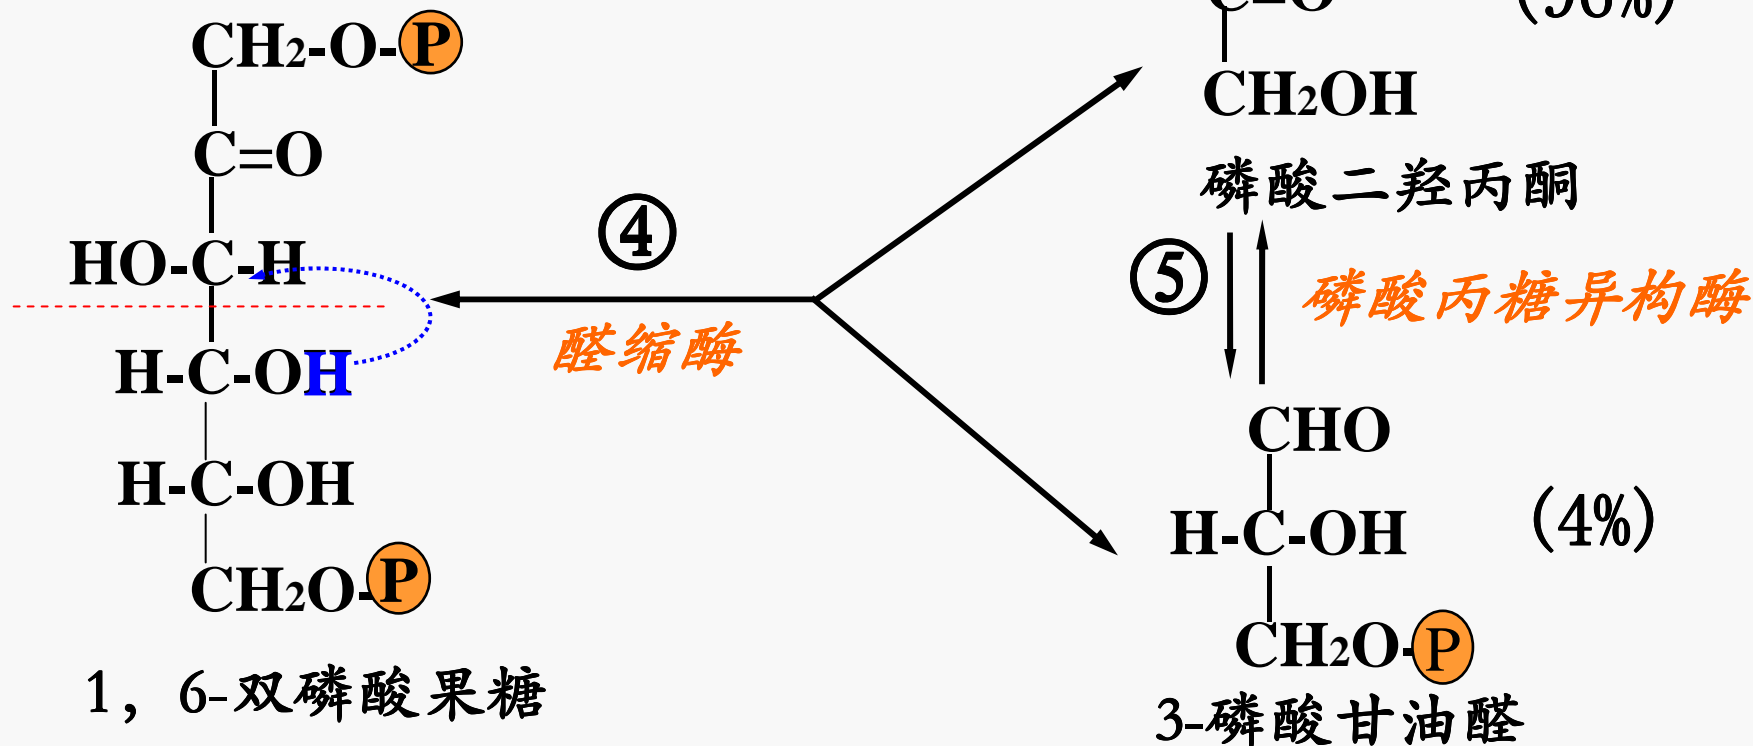 CH2-O-P
C=O
HO-C-H
H-C-OH
H-C-OH
CH2O-P
1，6-双磷酸果糖
④
醛缩酶
C=O
CH2OH
磷酸二羟丙酮
⑤
磷酸丙糖异构酶
CHO
H-C-OH
(4%)
CH2O-P
3-磷酸甘油醛